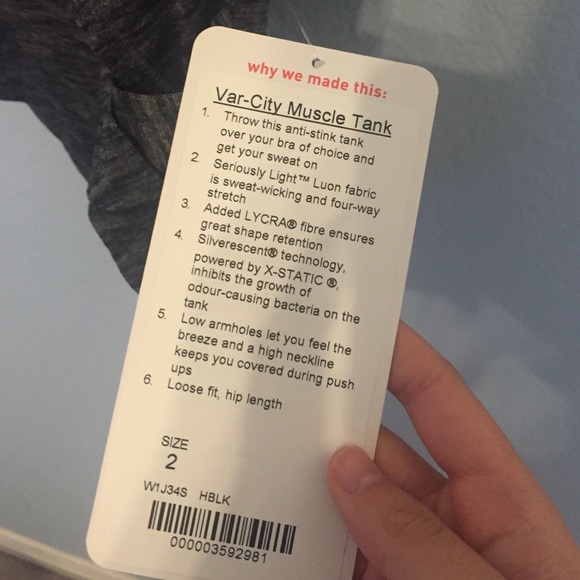 why we made this:
Var-City Muscle Tank
1. Throw this anti-stink tank
over your bra of choice and
get your sweat on
2. Seriously Light™ Luon fabric
is sweat-wicking and four-way
stretch
3. Added LYCRA® fibre ensures
great shape retention
4. Silverescent® technology,
powered by X-STATIC ®,
inhibits the growth of
odour-causing bacteria on the
tank
5. Low armholes let you feel the
breeze and a high neckline
keeps you covered during push
ups
6. Loose fit, hip length
SIZE
2
W1J34S HBLK
000003592981